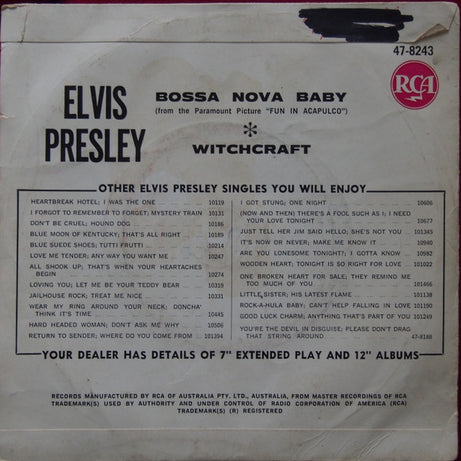 47-8243
RCA
ELVIS
PRESLEY
BOSSA NOVA BABY
(from the Paramount Picture "FUN IN ACAPULCO")
*
WITCHCRAFT
OTHER ELVIS PRESLEY SINGLES YOU WILL ENJOY
HEARTBREAK HOTEL; I WAS THE ONE 10119
I FORGOT TO REMEMBER TO FORGET; MYSTERY TRAIN 10131
DON'T BE CRUEL; HOUND DOG 10186
BLUE MOON OF KENTUCKY; THAT'S ALL RIGHT 10189
BLUE SUEDE SHOES; TUTTI FRUTTI 10214
LOVE ME TENDER; ANY WAY YOU WANT ME 10247
ALL SHOOK UP; THAT'S WHEN YOUR HEARTACHES
BEGIN 10274
LOVING YOU; LET ME BE YOUR TEDDY BEAR 10319
JAILHOUSE ROCK; TREAT ME NICE 10331
WEAR MY RING AROUND YOUR NECK; DONCHA'
THINK IT'S TIME 10445
HARD HEADED WOMAN; DON'T ASK ME WHY 10506
RETURN TO SENDER; WHERE DO YOU COME FROM 101394
I GOT STUNG; ONE NIGHT 10606
(NOW AND THEN) THERE'S A FOOL SUCH AS I; I NEED
YOUR LOVE TONIGHT 10677
JUST TELL HER JIM SAID HELLO; SHE'S NOT YOU 101345
IT'S NOW OR NEVER; MAKE ME KNOW IT 10940
ARE YOU LONESOME TONIGHT; I GOTTA KNOW 10982
WOODEN HEART; TONIGHT IS SO RIGHT FOR LOVE 101022
ONE BROKEN HEART FOR SALE; THEY REMIND ME
TOO MUCH OF YOU 101466
LITTLE SISTER; HIS LATEST FLAME 101138
ROCK-A-HULA BABY; CAN'T HELP FALLING IN LOVE 101190
GOOD LUCK CHARM; ANYTHING THAT'S PART OF YOU 101249
YOU'RE THE DEVIL IN DISGUISE; PLEASE DON'T DRAG
THAT STRING AROUND 47-8188
YOUR DEALER HAS DETAILS OF 7" EXTENDED PLAY AND 12" ALBUMS
RECORDS MANUFACTURED BY RCA OF AUSTRALIA PTY. LTD., AUSTRALIA, FROM MASTER RECORDINGS OF RCA
TRADEMARK(S) USED BY AUTHORITY AND UNDER CONTROL OF RADIO CORPORATION OF AMERICA (RCA)
TRADEMARK(S) (R) REGISTERED